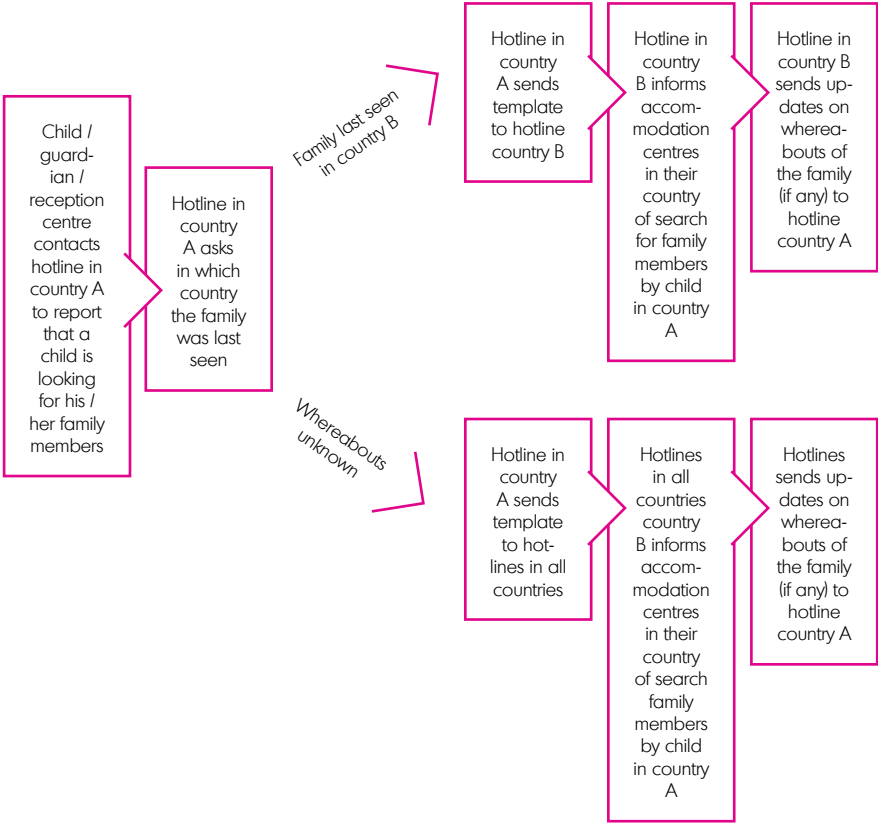 Child /
guard-
ian /
reception
centre
contacts
hotline in
country A
to report
that a
child is
looking
for his /
her family
members
Hotline in
country
A asks
in which
country
the family
was last
seen
Family last seen
in country B
Hotline in
country
A sends
template
to hotline
country B
Hotline in
country
B informs
accom-
modation
centres
in their
country
of search
for family
members
by child
in country
A
Hotline in
country B
sends up-
dates on
wherea-
bouts of
the family
(if any) to
hotline
country A
Whereabouts
unknown
Hotline in
country
A sends
template
to hot-
lines in all
countries
Hotlines
in all
countries
country
B informs
accom-
modation
centres
in their
country
of search
family
members
by child
in country
A
Hotlines
sends up-
dates on
wherea-
bouts of
the family
(if any) to
hotline
country A